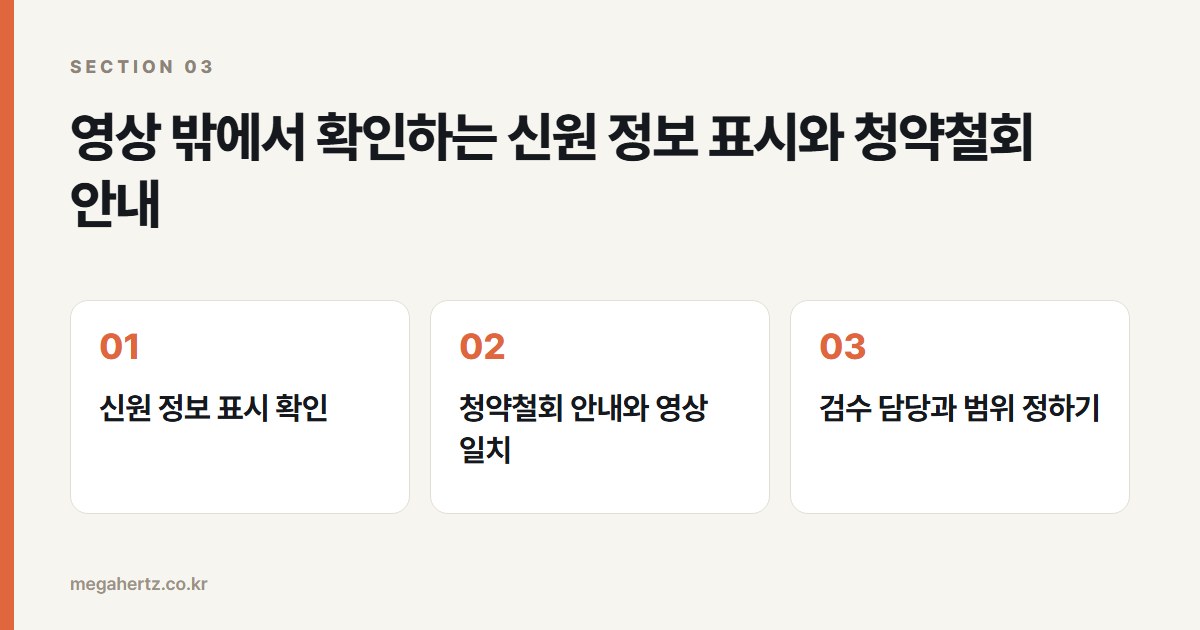 SECTION 03
영상 밖에서 확인하는 신원 정보 표시와 청약철회
안내
01
신원 정보 표시 확인
02
청약철회 안내와 영상
일치
03
검수 담당과 범위 정하기
megahertz.co.kr